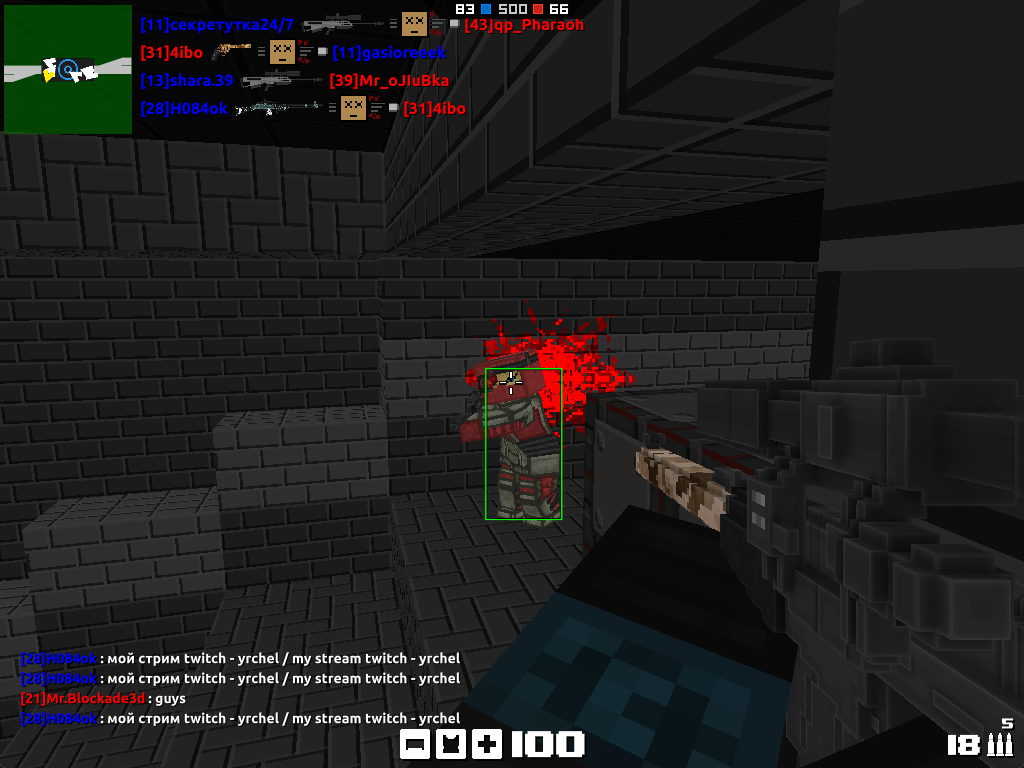 83 500 66
[11]секретутка24/7 [43]qp_Pharaoh
[31]4ibo [11]gasioreeek
[13]shara.39 [39]Mr_oJIuBka
[28]H084ok [31]4ibo
[28]H084ok : мой стрим twitch - yrchel / my stream twitch - yrchel
[28]H084ok : мой стрим twitch - yrchel / my stream twitch - yrchel
[21]Mr.Blockade3d : guys
[28]H084ok : мой стрим twitch - yrchel / my stream twitch - yrchel
100
5
18